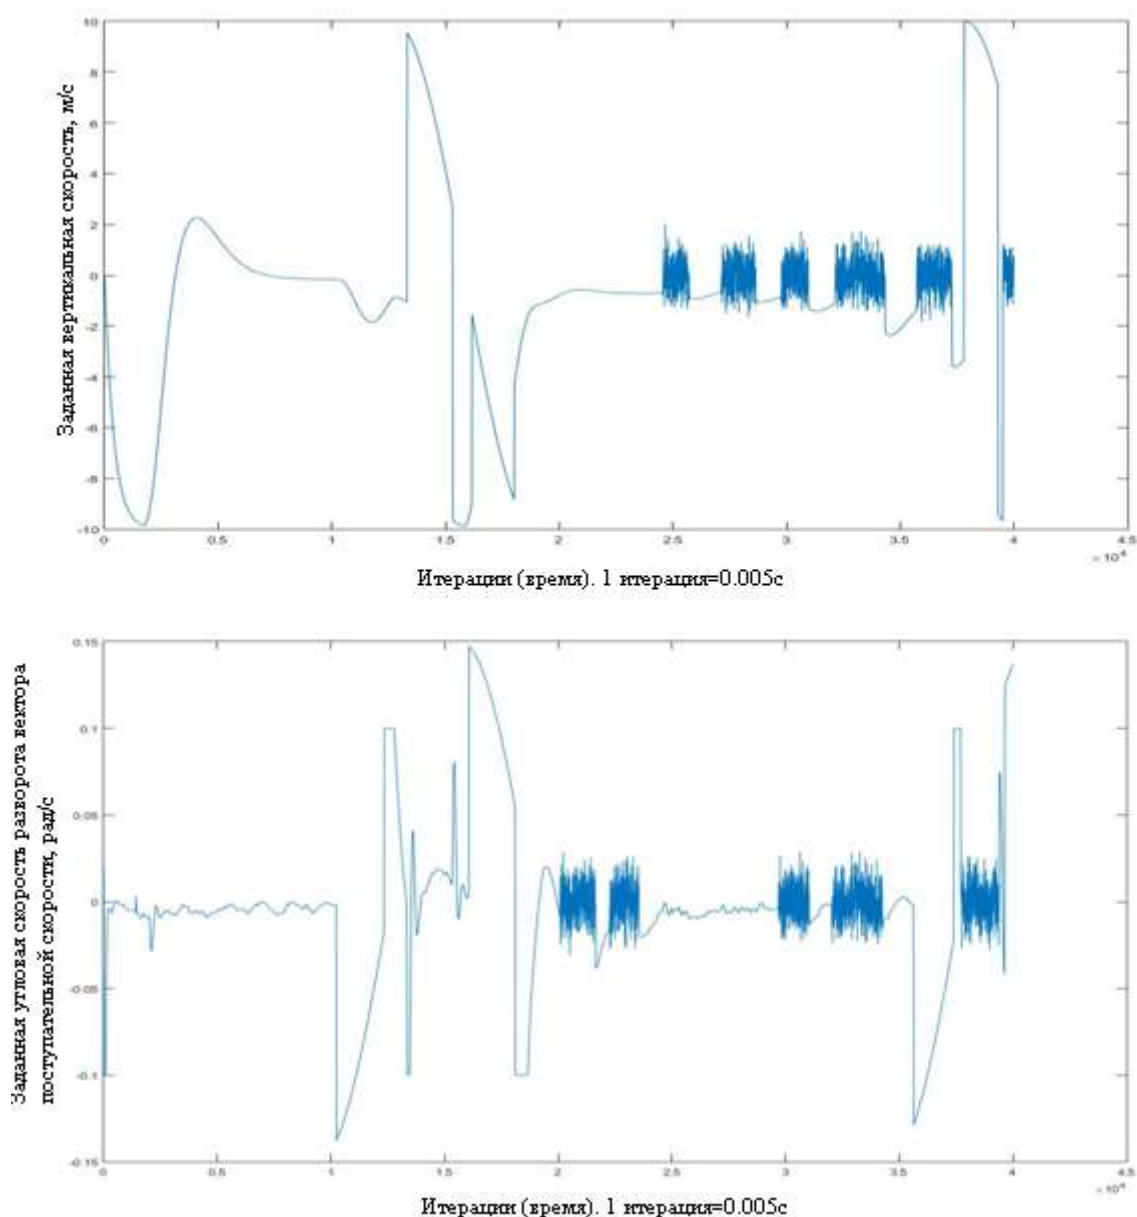 Заданная вертикальная скорость, м/с
10
8
6
4
2
0
-2
-4
-6
-8
-10
0 0.5 1 1.5 2 2.5 3 3.5 4 4.5
×10⁴
Итерации (время). 1 итерация=0.005с
Заданная угловая скорость разворота вектора
поступательной скорости, рад/с
0.15
0.1
0.05
0
-0.05
-0.1
-0.15
0 0.5 1 1.5 2 2.5 3 3.5 4 4.5
×10⁴
Итерации (время). 1 итерация=0.005с